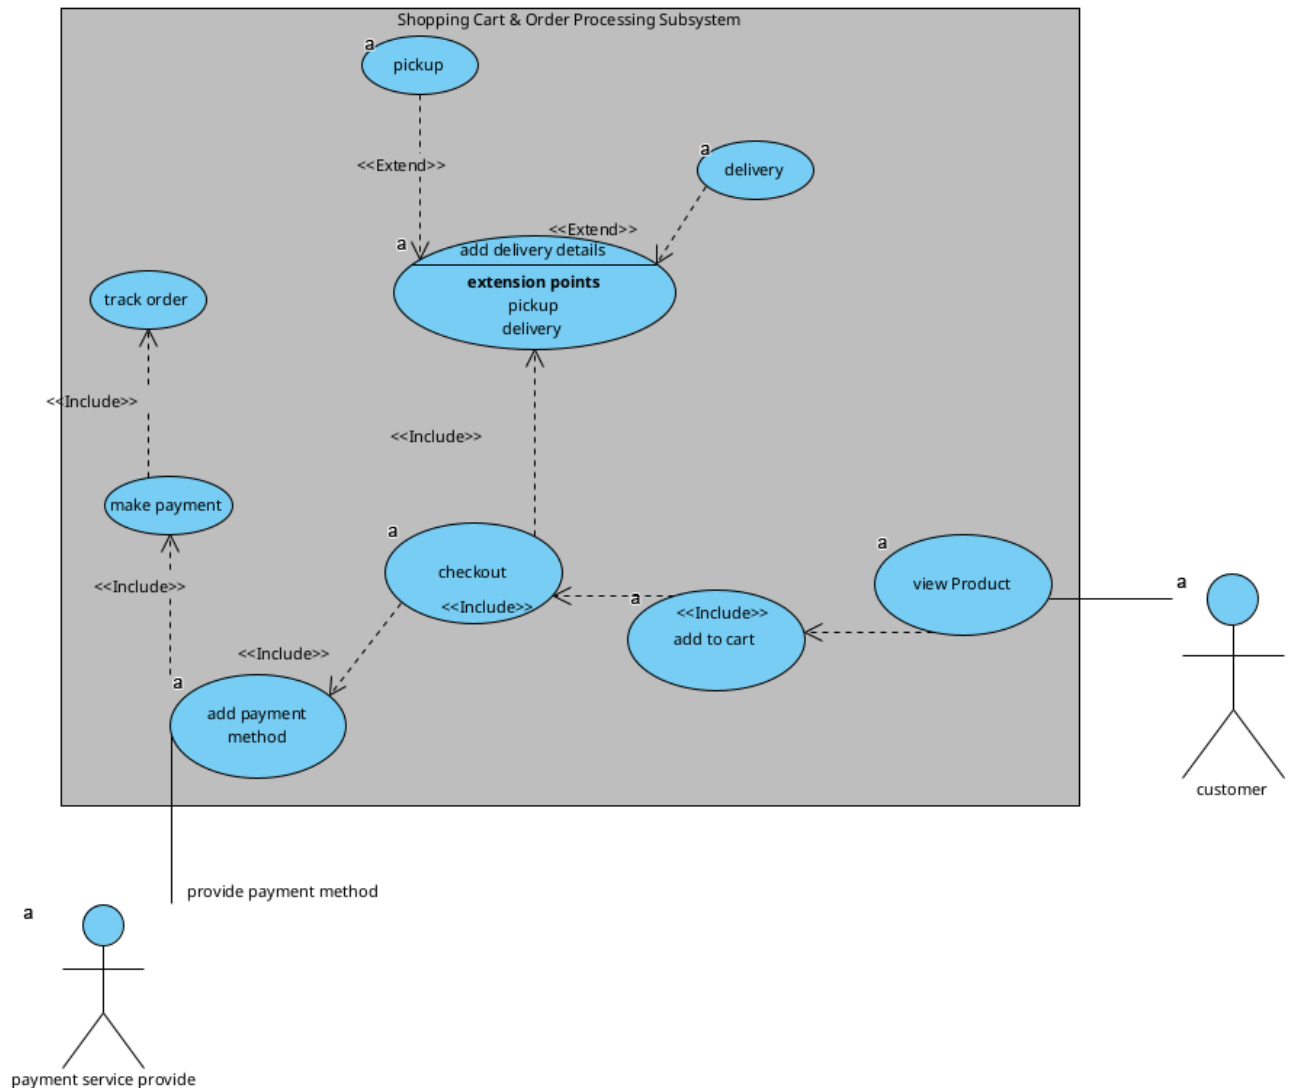 Shopping Cart & Order Processing Subsystem
a
pickup
<<Extend>>
a
delivery
<<Extend>>
a
add delivery details
extension points
pickup
delivery
track order
<<Include>>
<<Include>>
make payment
<<Include>>
a
checkout
<<Include>>
a
<<Include>>
add to cart
a
view Product
a
customer
<<Include>>
a
add payment
method
provide payment method
a
payment service provide